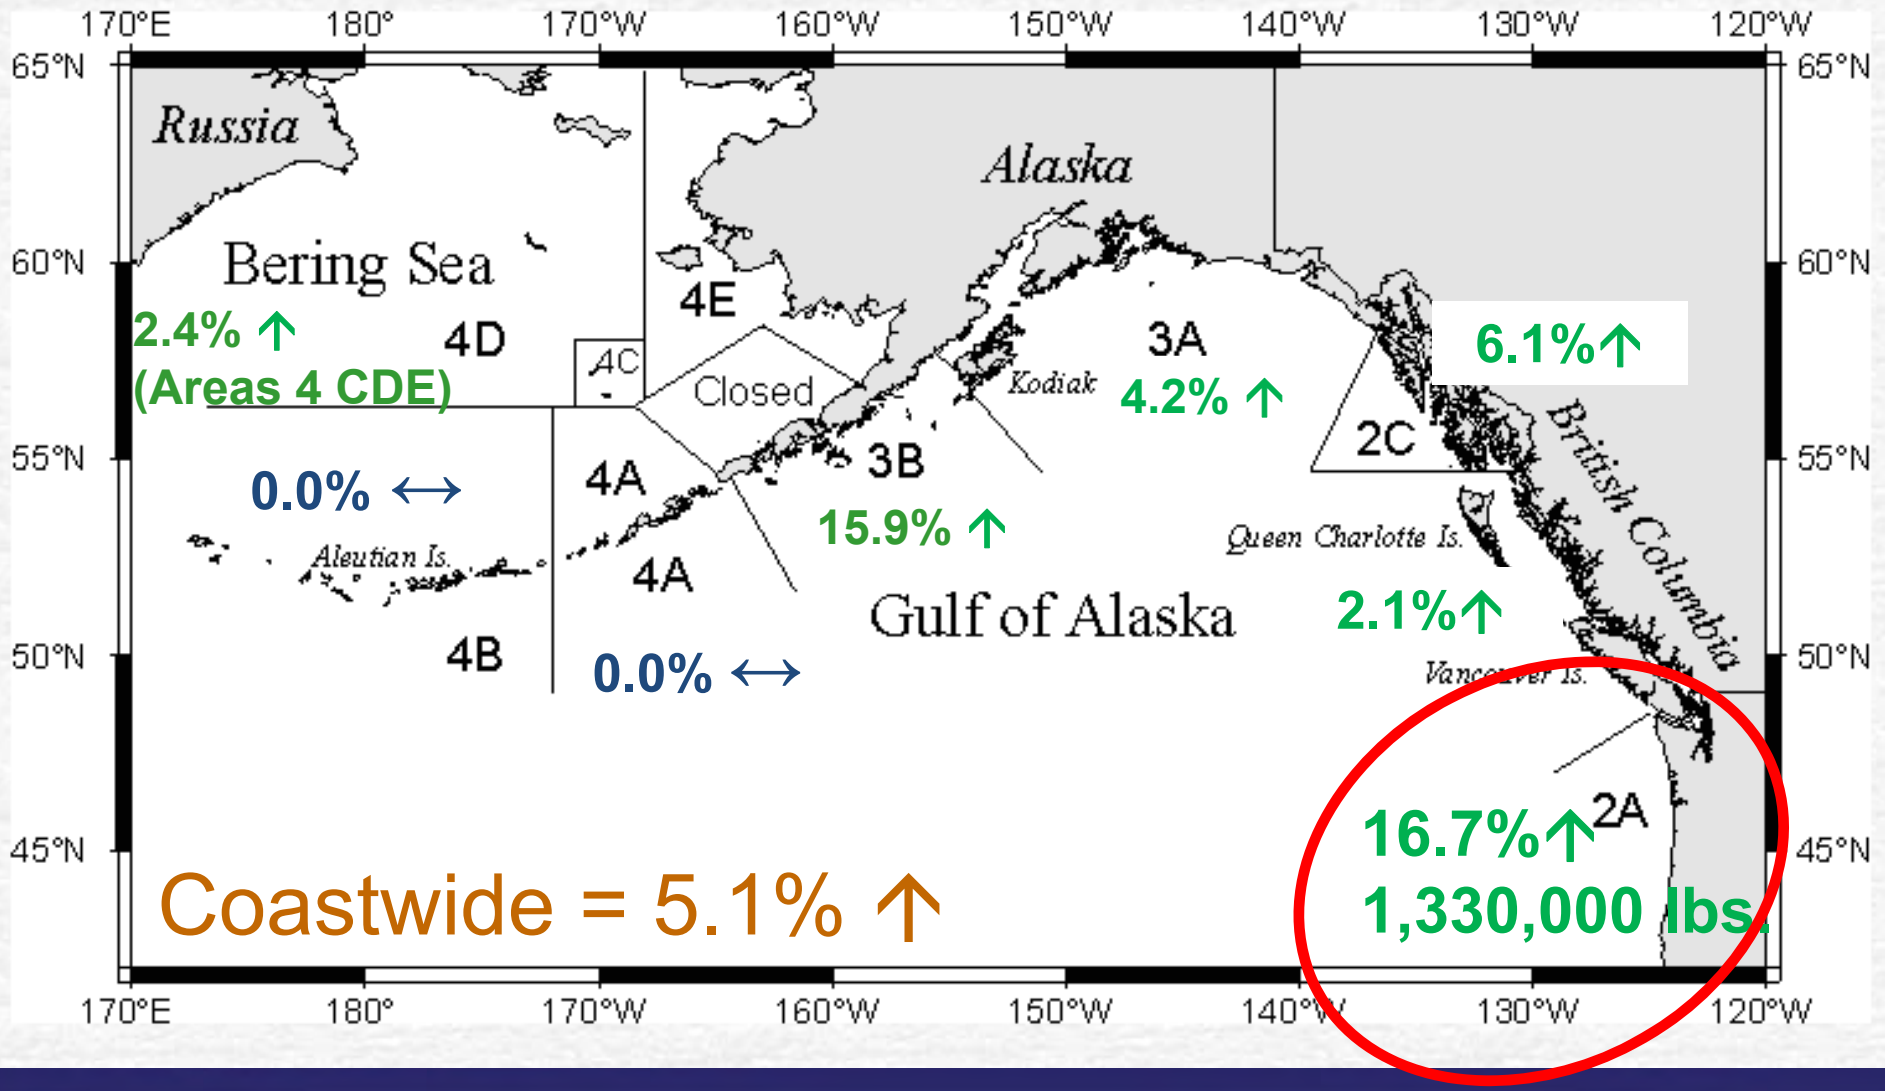 170°E 180° 170°W 160°W 150°W 140°W 130°W 120°W
65°N 65°N
Russia
Alaska
Bering Sea
60°N 60°N
4E
2.4% ↑
4D
3A
6.1%↑
4C
(Areas 4 CDE)
Closed
Kodiak
4.2% ↑
British Columbia
2C
55°N 55°N
3B
4A
0.0% ↔
15.9% ↑
Queen Charlotte Is.
Aleutian Is.
4A
2.1%↑
Gulf of Alaska
50°N 50°N
4B
0.0% ↔
Vancouver Is.
2A
16.7%↑
45°N 45°N
Coastwide = 5.1% ↑
1,330,000 lbs.
170°E 180° 170°W 160°W 150°W 140°W 130°W 120°W